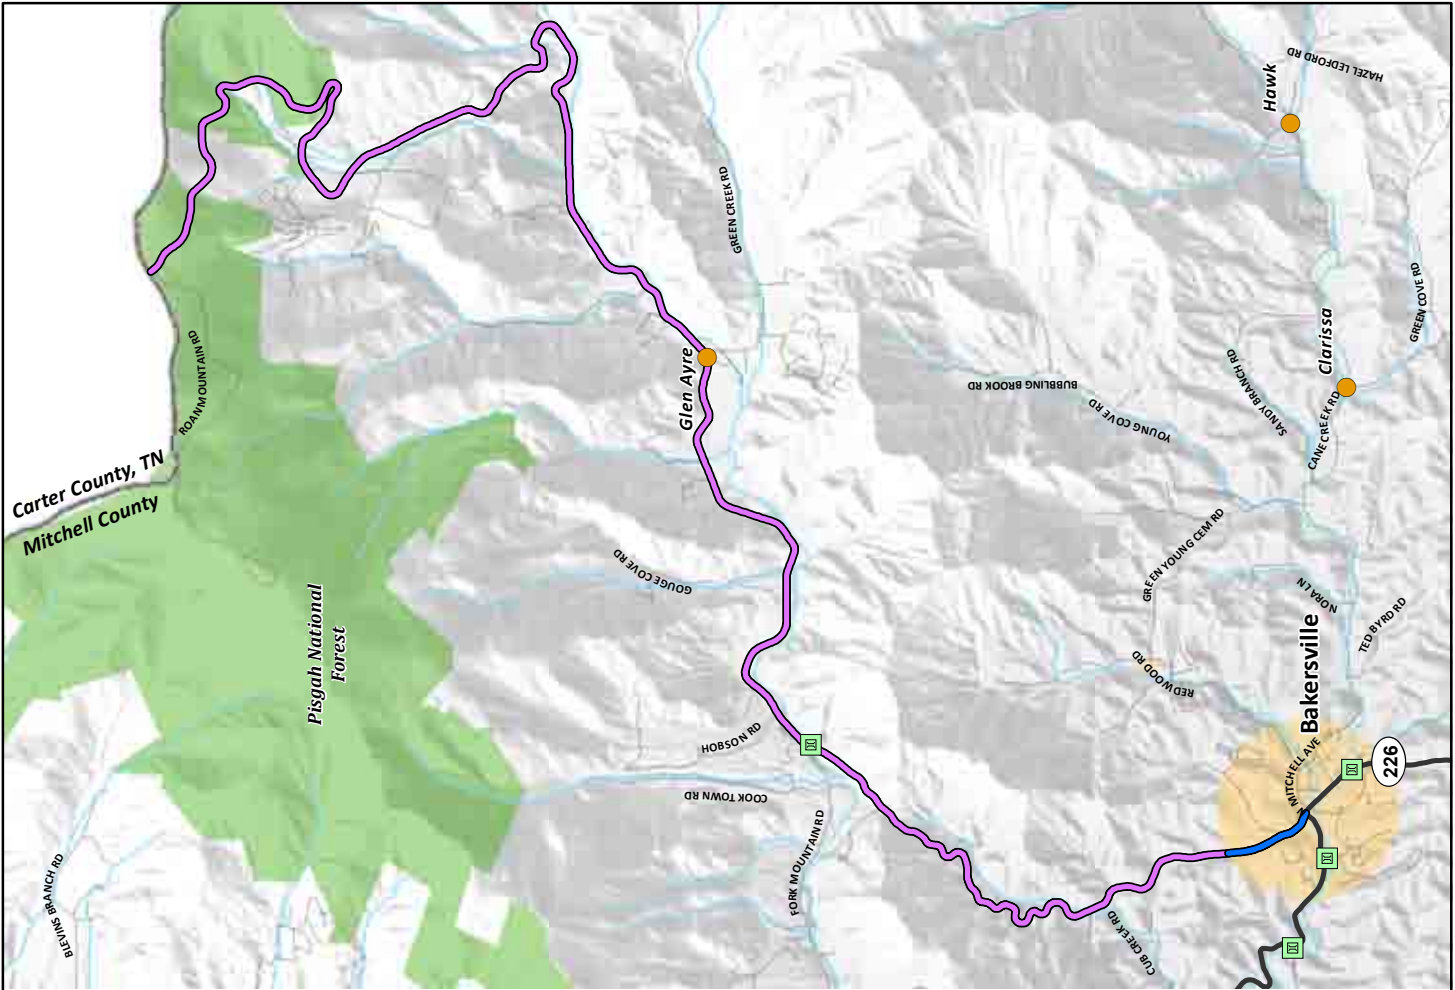 HAZEL LEDFORD RD
Hawk
GREEN CREEK RD
GREEN COVE RD
Clarissa
ROAN MOUNTAIN RD
Glen Ayre
SANDY BRANCH RD
BUBBLING BROOK RD
YOUNG COVE RD
CANE CREEK RD
Carter County, TN
Mitchell County
GREEN YOUNG CEM RD
GOUGE COVE RD
NORA LN
TED BYRD RD
Pisgah National
Forest
REDWOOD RD
Bakersville
HOBSON RD
N MITCHELL AVE
226
COOK TOWN RD
FORK MOUNTAIN RD
BLEVINS BRANCH RD
CUB CREEK RD